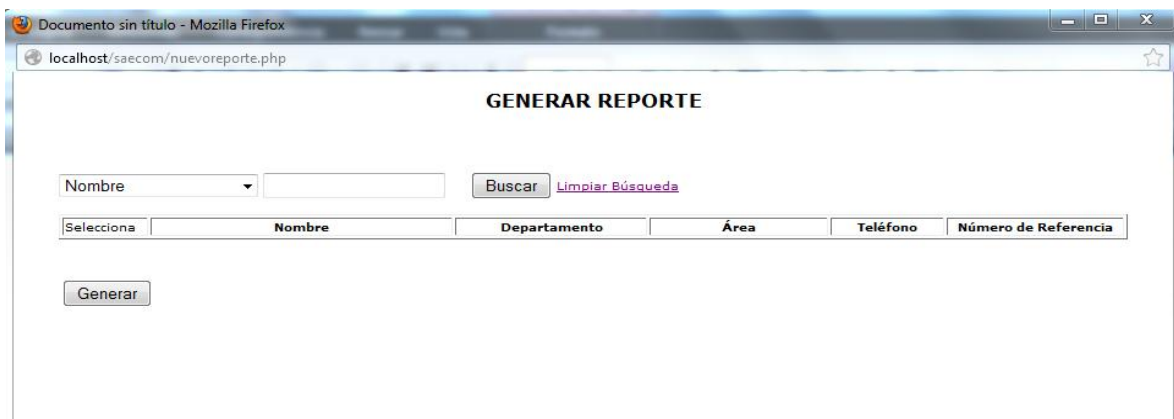 Documento sin título - Mozilla Firefox
localhost/saecom/nuevoreporte.php
GENERAR REPORTE
Nombre Buscar Limpiar Búsqueda
Selecciona Nombre Departamento Área Teléfono Número de Referencia
Generar